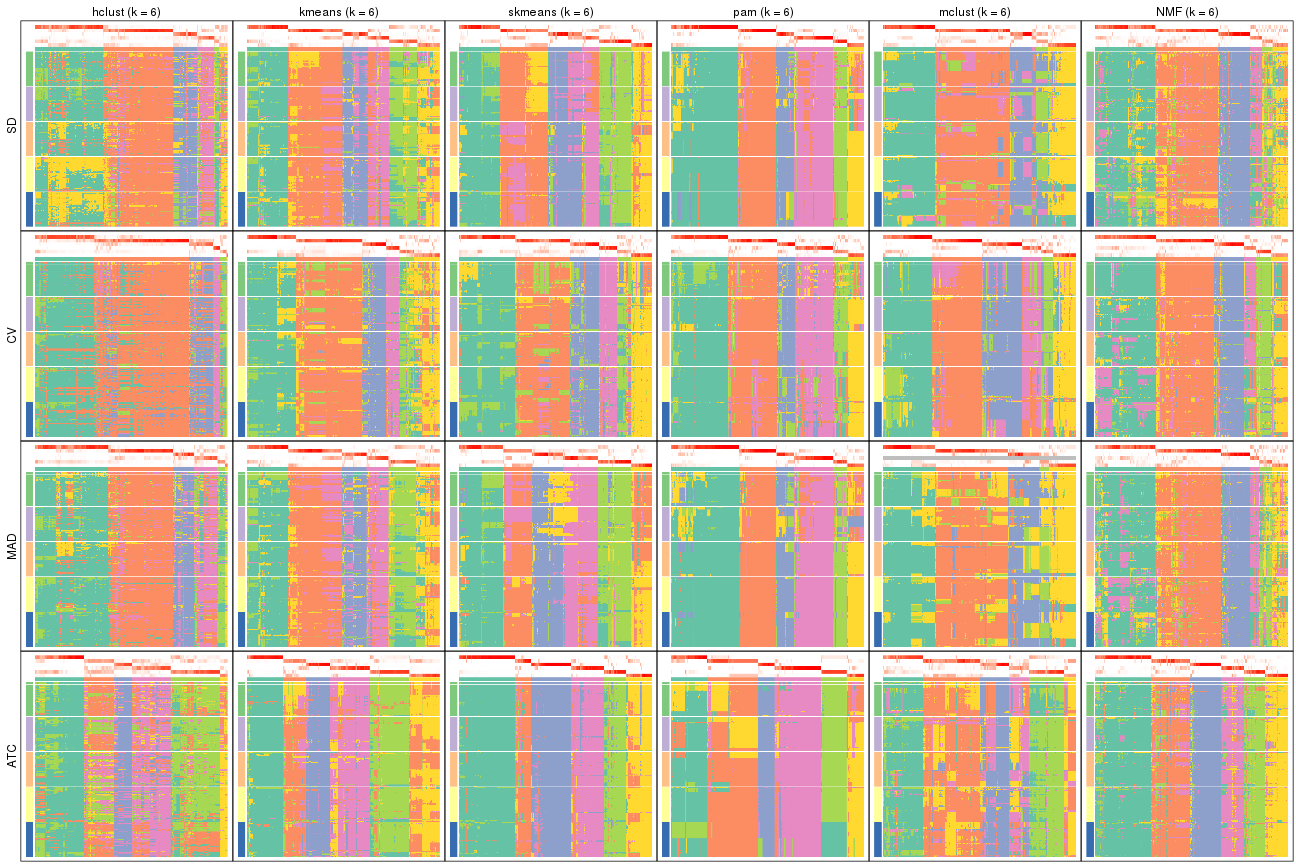 hclust (k = 6) kmeans (k = 6) skmeans (k = 6) pam (k = 6) mclust (k = 6) NMF (k = 6)
SD
CV
MAD
ATC